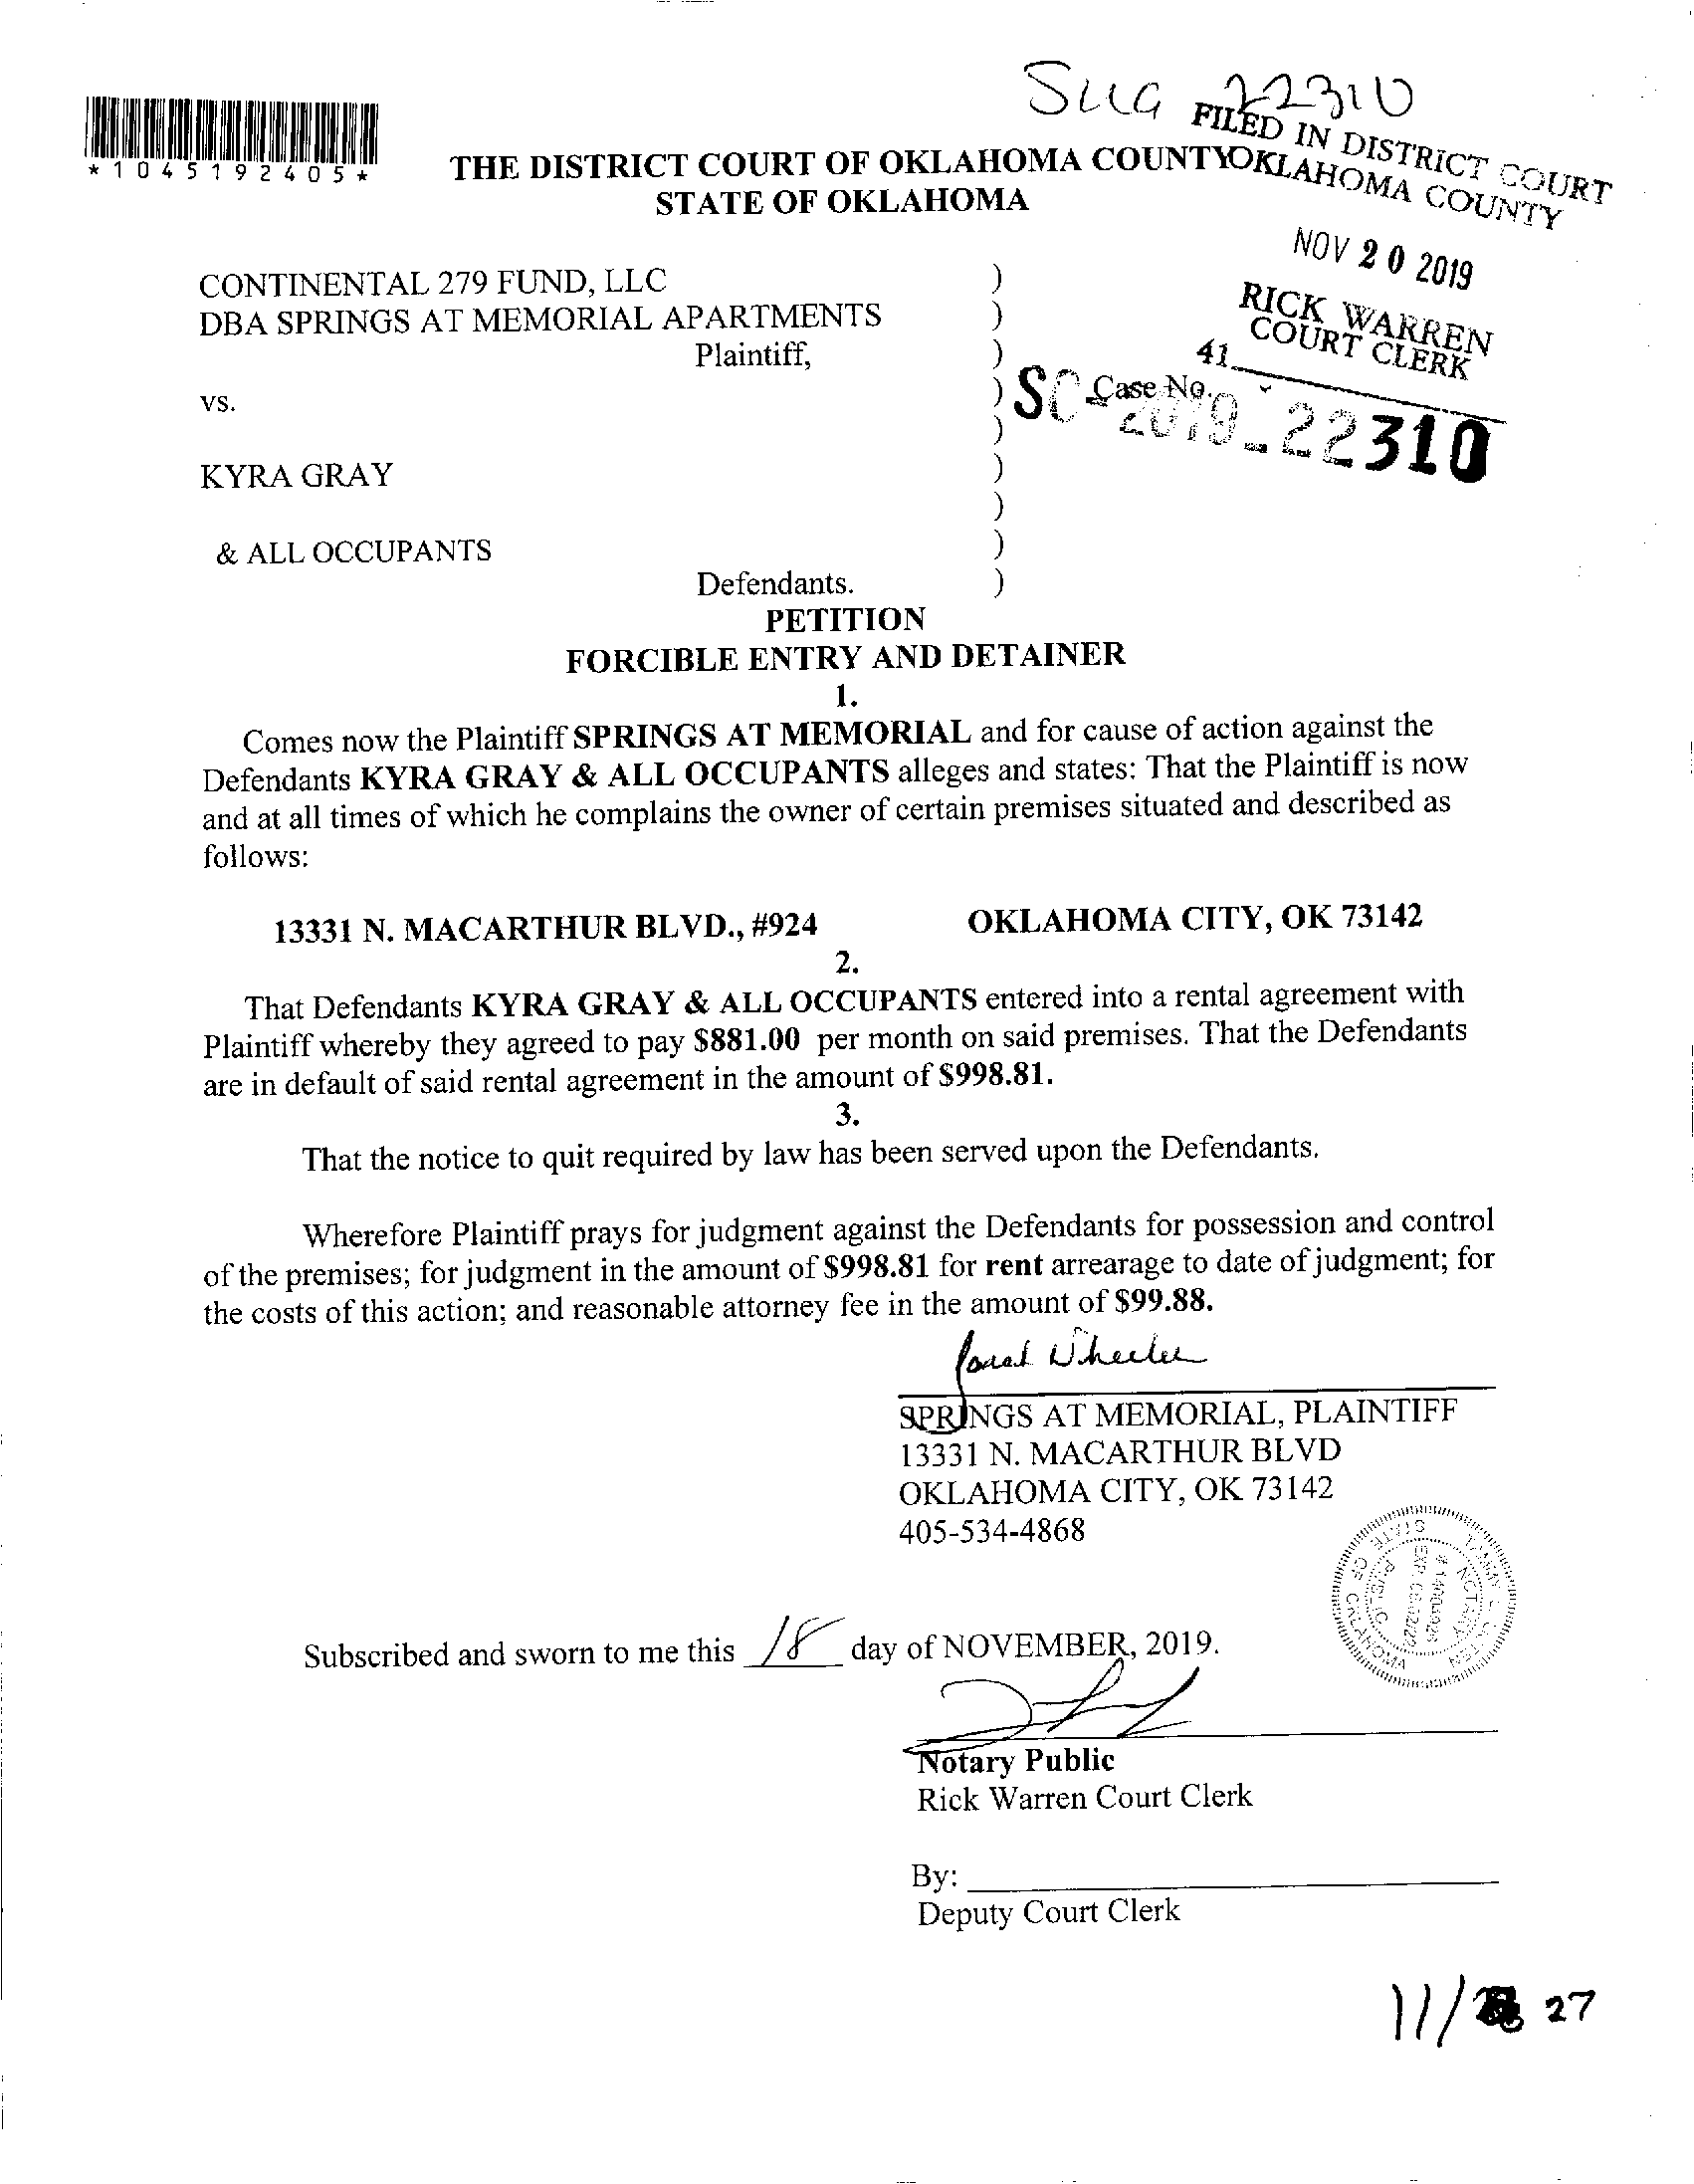 22310
FILED IN DISTRICT COURT
OKLAHOMA COUNTY
*1045192405*
THE DISTRICT COURT OF OKLAHOMA COUNTY
STATE OF OKLAHOMA
NOV 20 2019
RICK WARREN
COURT CLERK
41
CONTINENTAL 279 FUND, LLC )
DBA SPRINGS AT MEMORIAL APARTMENTS )
Plaintiff, )
) Case No.
SC-2019-22310
vs.
)
KYRA GRAY )
)
& ALL OCCUPANTS )
Defendants. )
PETITION
FORCIBLE ENTRY AND DETAINER
1.
Comes now the Plaintiff SPRINGS AT MEMORIAL and for cause of action against the
Defendants KYRA GRAY & ALL OCCUPANTS alleges and states: That the Plaintiff is now
and at all times of which he complains the owner of certain premises situated and described as
follows:
13331 N. MACARTHUR BLVD., #924 OKLAHOMA CITY, OK 73142
2.
That Defendants KYRA GRAY & ALL OCCUPANTS entered into a rental agreement with
Plaintiff whereby they agreed to pay $881.00 per month on said premises. That the Defendants
are in default of said rental agreement in the amount of $998.81.
3.
That the notice to quit required by law has been served upon the Defendants.
Wherefore Plaintiff prays for judgment against the Defendants for possession and control
of the premises; for judgment in the amount of $998.81 for rent arrearage to date of judgment; for
the costs of this action; and reasonable attorney fee in the amount of $99.88.
Wheeler
SPRINGS AT MEMORIAL, PLAINTIFF
13331 N. MACARTHUR BLVD
OKLAHOMA CITY, OK 73142
405-534-4868
NOTARY PUBLIC
STATE OF OKLAHOMA
Subscribed and sworn to me this 18 day of NOVEMBER, 2019.
Notary Public
Rick Warren Court Clerk
By:
Deputy Court Clerk
11/ 27